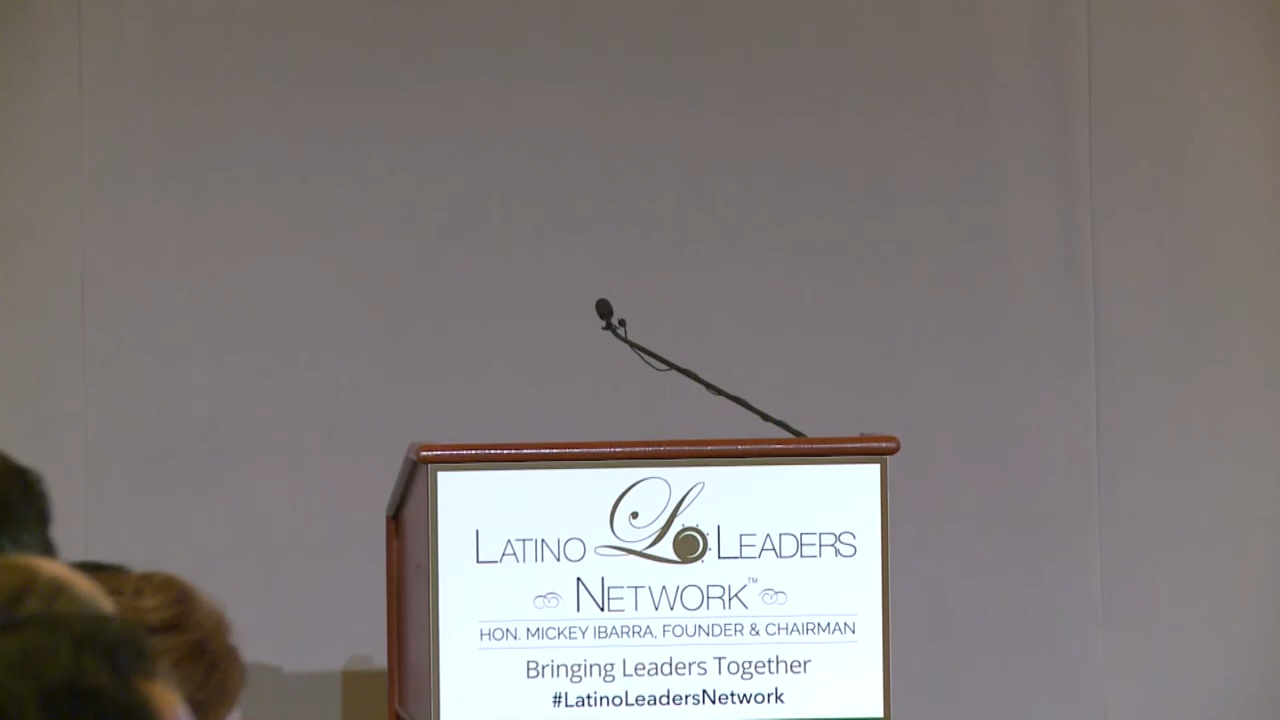 LATINO LEADERS
NETWORK™
HON. MICKEY IBARRA, FOUNDER & CHAIRMAN
Bringing Leaders Together
#LatinoLeadersNetwork